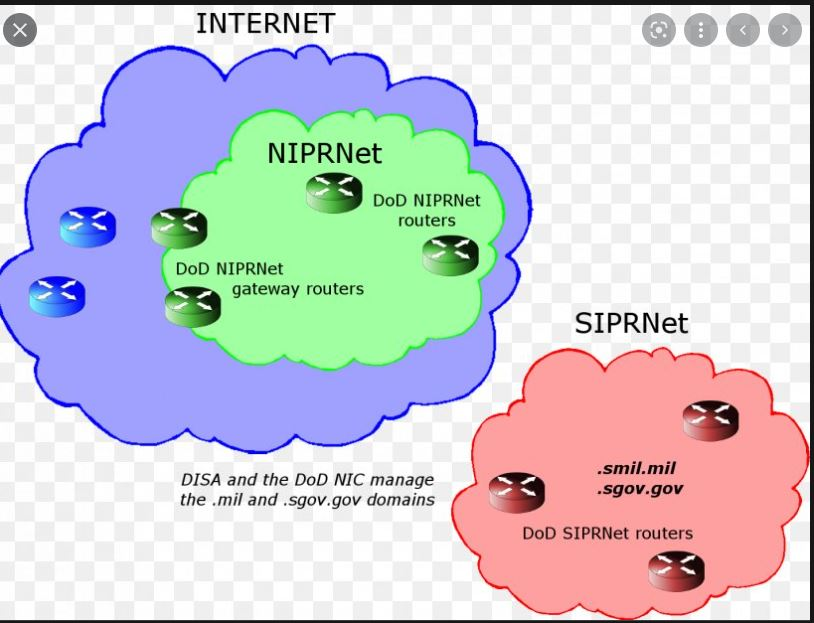 INTERNET
NIPRNet
DoD NIPRNet
routers
DoD NIPRNet
gateway routers
SIPRNet
.smil.mil
.sgov.gov
DISA and the DoD NIC manage
the .mil and .sgov.gov domains
DoD SIPRNet routers